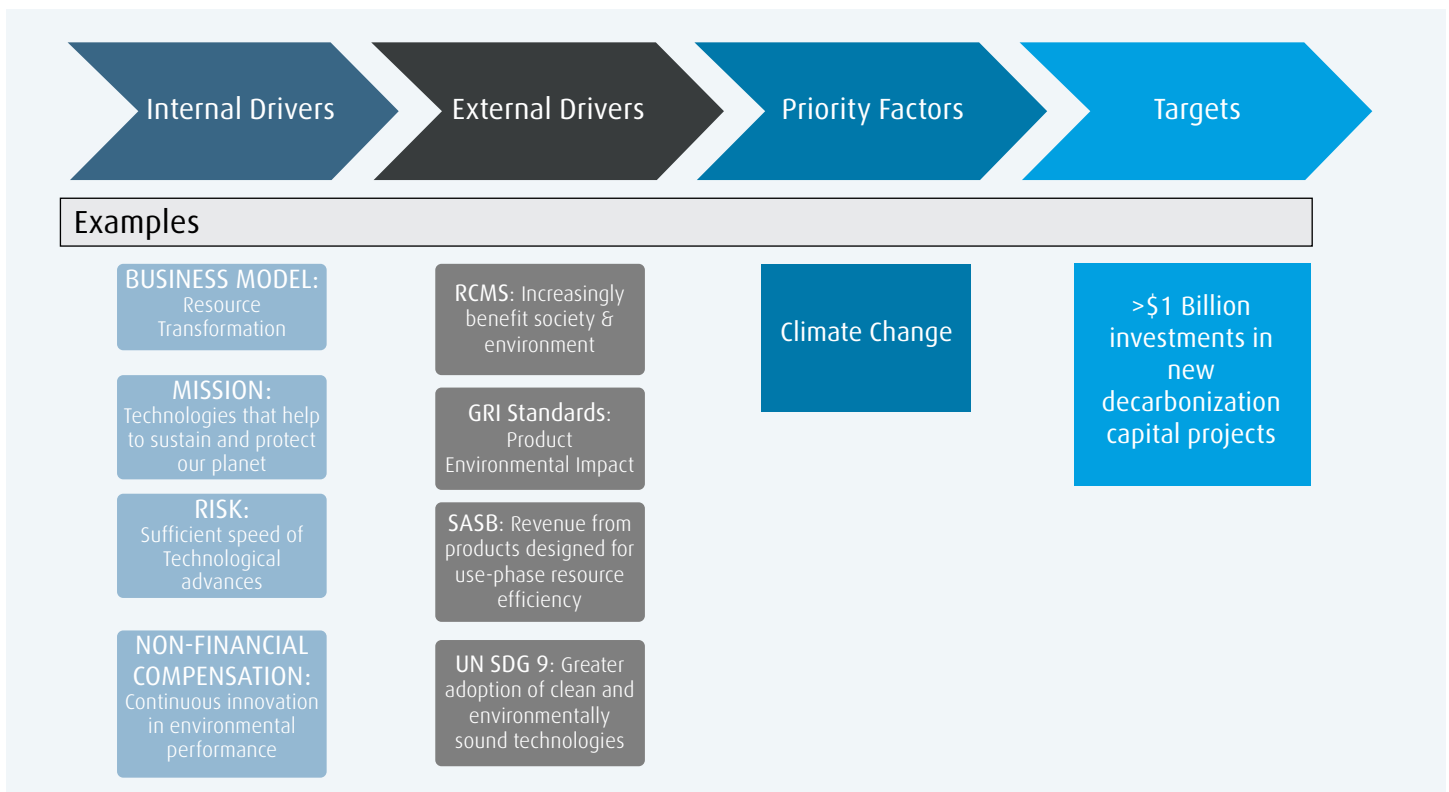 Internal Drivers
External Drivers
Priority Factors
Targets
Examples
BUSINESS MODEL:
Resource
Transformation
MISSION:
Technologies that help
to sustain and protect
our planet
RISK:
Sufficient speed of
Technological
advances
NON-FINANCIAL
COMPENSATION:
Continuous innovation
in environmental
performance
RCMS: Increasingly
benefit society &
environment
GRI Standards:
Product
Environmental Impact
SASB: Revenue from
products designed for
use-phase resource
efficiency
UN SDG 9: Greater
adoption of clean and
environmentally
sound technologies
Climate Change
>$1 Billion
investments in
new
decarbonization
capital projects